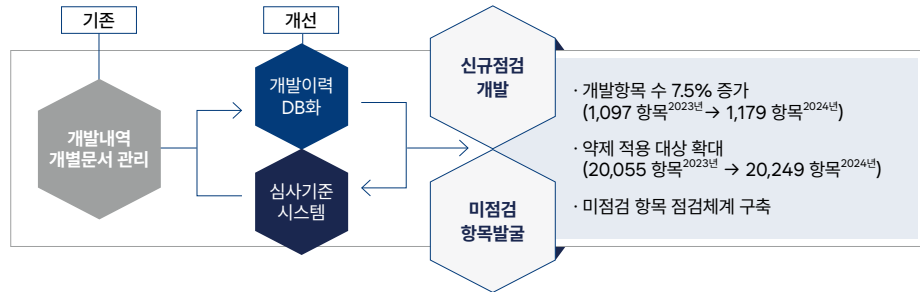 기존
개선
개발내역
개별문서 관리
개발이력
DB화
심사기준
시스템
신규점검
개발
미점검
항목발굴
· 개발항목 수 7.5% 증가
(1,097 항목2023년→ 1,179 항목2024년)
· 약제 적용 대상 확대
(20,055 항목2023년 → 20,249 항목2024년)
· 미점검 항목 점검체계 구축